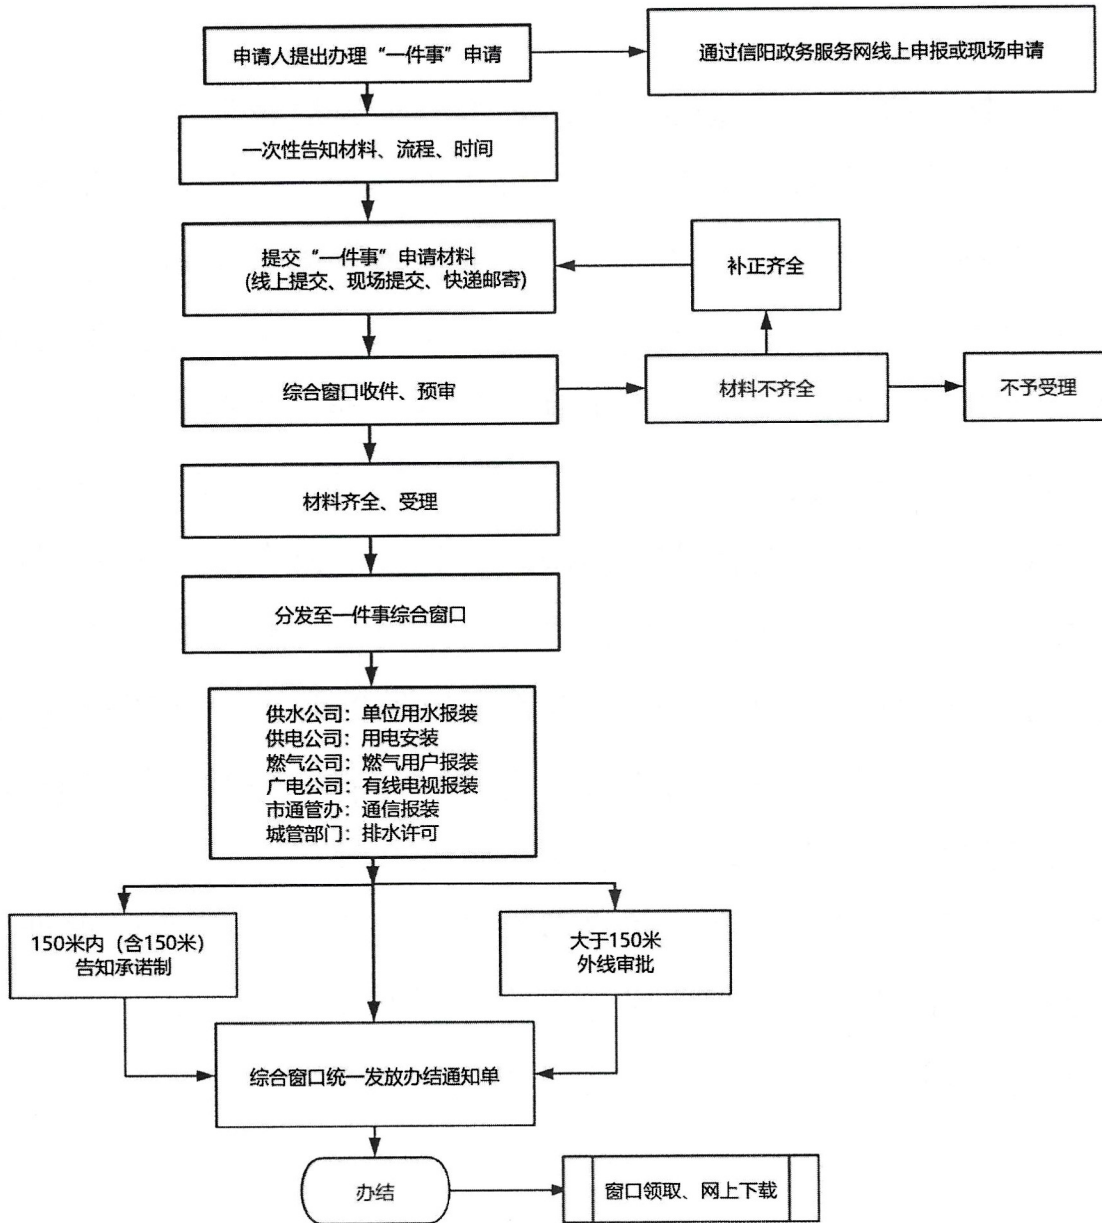 申请人提出办理“一件事”申请
通过信阳政务服务网线上申报或现场申请
一次性告知材料、流程、时间
提交“一件事”申请材料
(线上提交、现场提交、快递邮寄)
补正齐全
综合窗口收件、预审
材料不齐全
不予受理
材料齐全、受理
分发至一件事综合窗口
供水公司：单位用水报装
供电公司：用电安装
燃气公司：燃气用户报装
广电公司：有线电视报装
市通管办：通信报装
城管部门：排水许可
150米内（含150米）
告知承诺制
大于150米
外线审批
综合窗口统一发放办结通知单
办结
窗口领取、网上下载